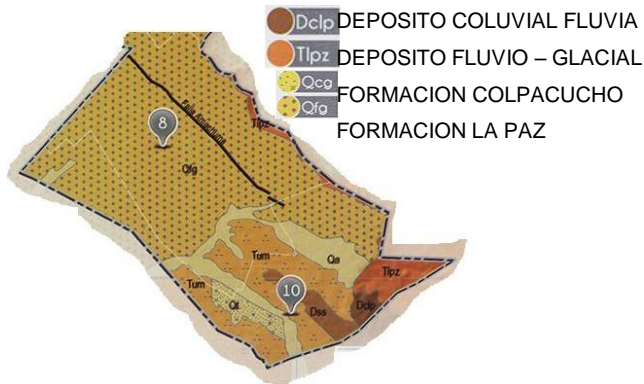 Dclp DEPOSITO COLUVIAL FLUVIA
Tlpz DEPOSITO FLUVIO – GLACIAL
Qcg FORMACION COLPACUCHO
Qfg FORMACION LA PAZ
8
Tlpz
Qfg
Tum
Qa
Tlpz
Tum
10
Qt
Dss
Dclp